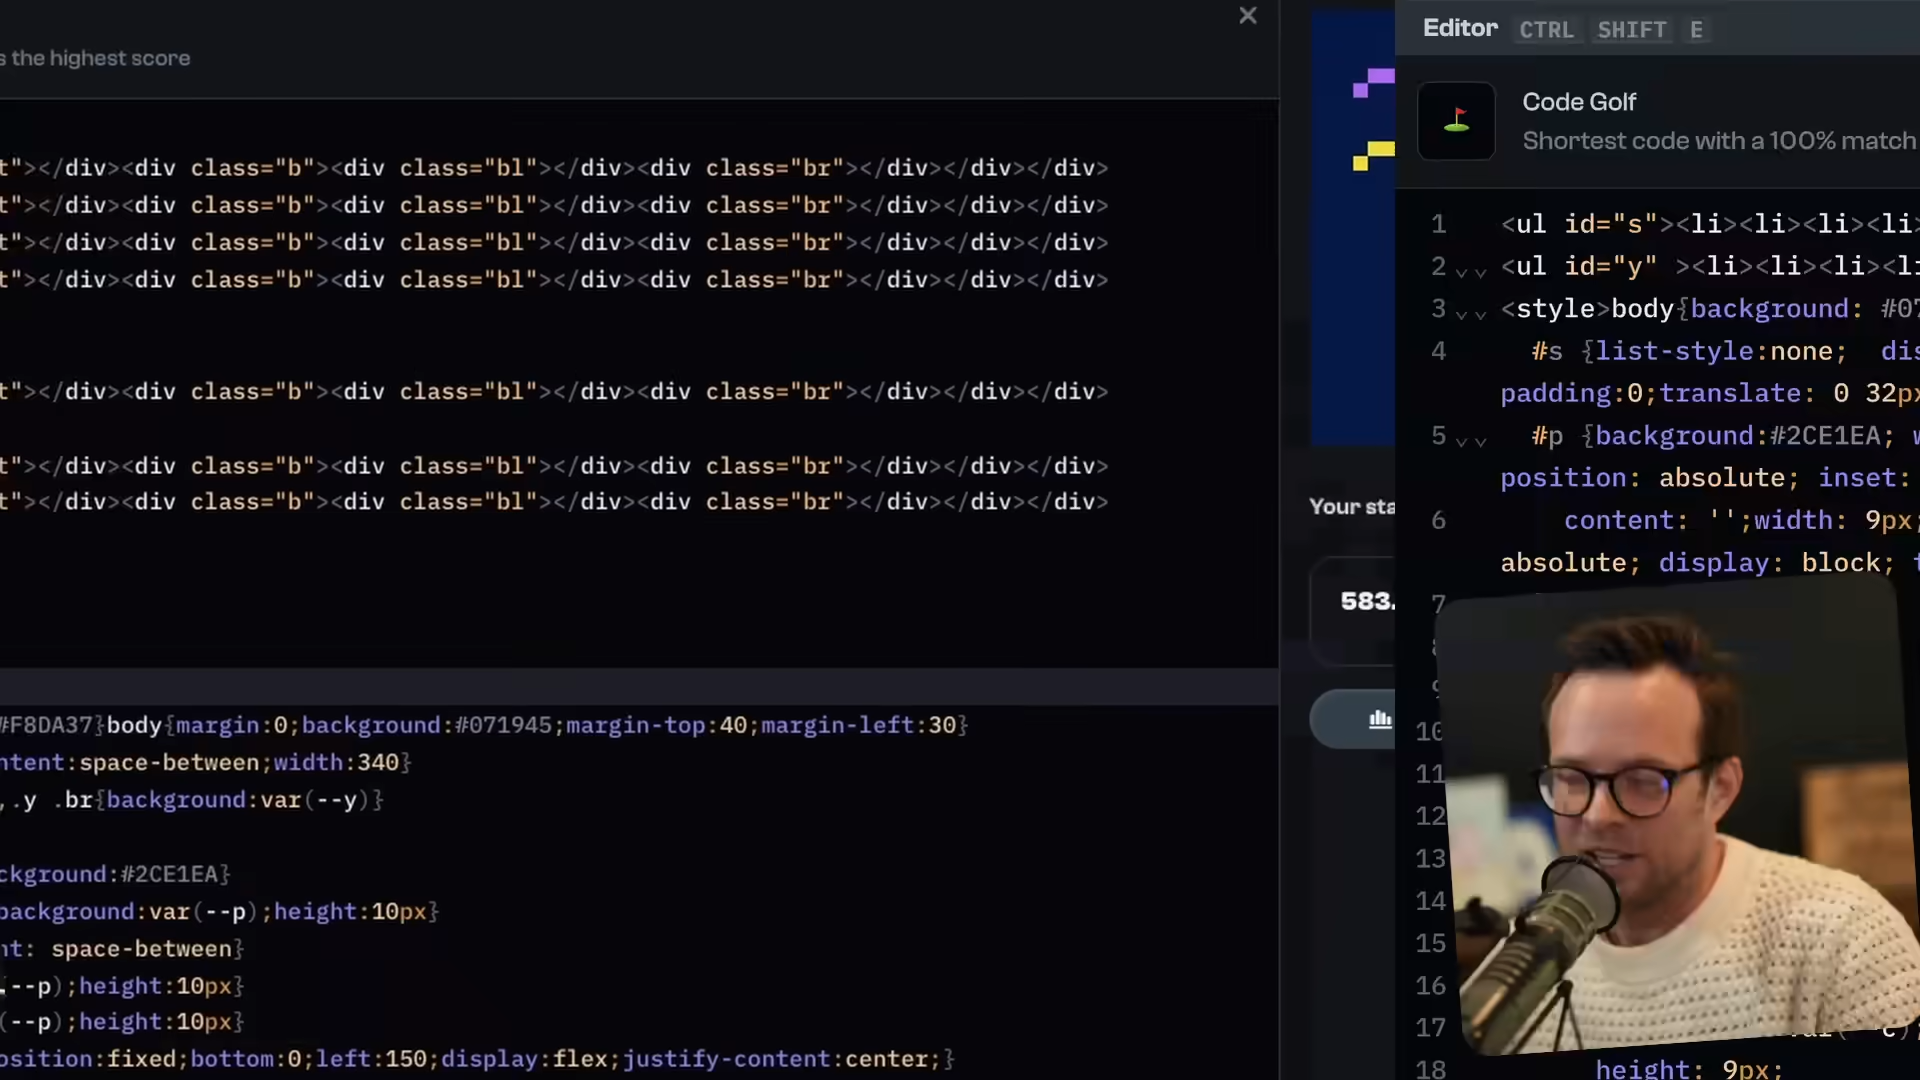 s the highest score
t"></div><div class="b"><div class="bl"></div><div class="br"></div></div></div>
t"></div><div class="b"><div class="bl"></div><div class="br"></div></div></div>
t"></div><div class="b"><div class="bl"></div><div class="br"></div></div></div>
t"></div><div class="b"><div class="bl"></div><div class="br"></div></div></div>
t"></div><div class="b"><div class="bl"></div><div class="br"></div></div></div>
t"></div><div class="b"><div class="bl"></div><div class="br"></div></div></div>
t"></div><div class="b"><div class="bl"></div><div class="br"></div></div></div>
#F8DA37}body{margin:0;background:#071945;margin-top:40;margin-left:30}
ntent:space-between;width:340}
,.y .br{background:var(--y)}
ckground:#2CE1EA}
background:var(--p);height:10px}
nt: space-between}
(--p);height:10px}
(--p);height:10px}
osition:fixed;bottom:0;left:150;display:flex;justify-content:center;}
Your sta
583.
Editor CTRL SHIFT E
Code Golf
Shortest code with a 100% match
1 <ul id="s"><li><li><li><li>
2 <ul id="y" ><li><li><li><li
3 <style>body{background: #07
4 #s {list-style:none; dis
padding:0;translate: 0 32px
5 #p {background:#2CE1EA; w
position: absolute; inset:
6 content: '';width: 9px;
absolute; display: block; t
7
10
11
12
13
14
15
16
17
18 height: 9px;